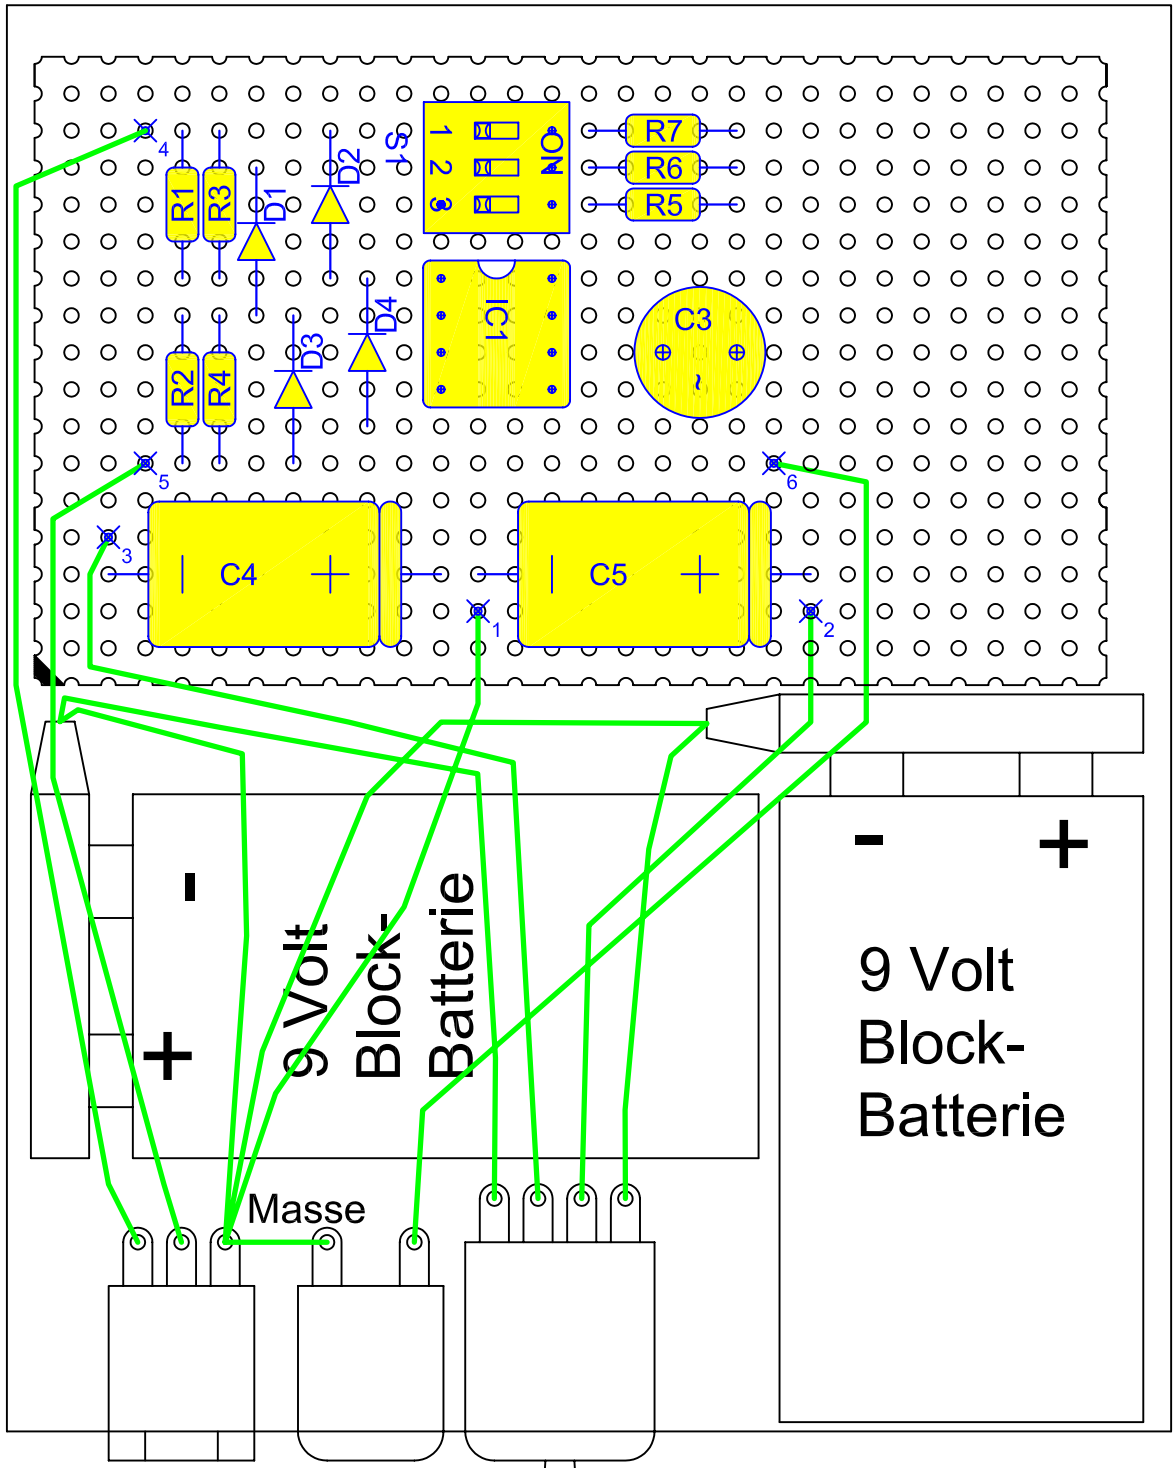 4
R1
R3
D1
D2
S1
1
2
3
ON
R7
R6
R5
IC1
C3
~
R2
R4
D3
D4
5
6
3
— C4 +
— C5 +
1
2
-
+
9 Volt
Block-
Batterie
-
+
9 Volt
Block-
Batterie
Masse